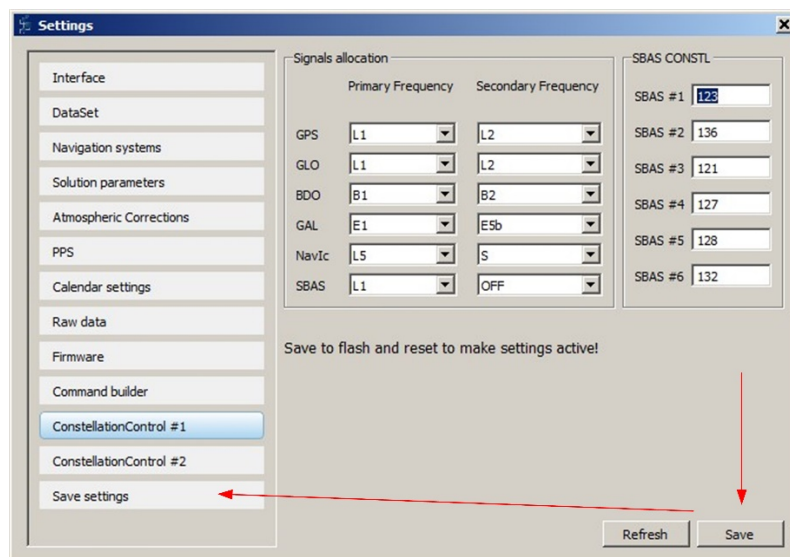 Settings
Interface
DataSet
Navigation systems
Solution parameters
Atmospheric Corrections
PPS
Calendar settings
Raw data
Firmware
Command builder
ConstellationControl #1
ConstellationControl #2
Save settings
Signals allocation
Primary Frequency Secondary Frequency
GPS L1 L2
GLO L1 L2
BDO B1 B2
GAL E1 E5b
NavIc L5 S
SBAS L1 OFF
SBAS CONSTL
SBAS #1 123
SBAS #2 136
SBAS #3 121
SBAS #4 127
SBAS #5 128
SBAS #6 132
Save to flash and reset to make settings active!
Refresh Save